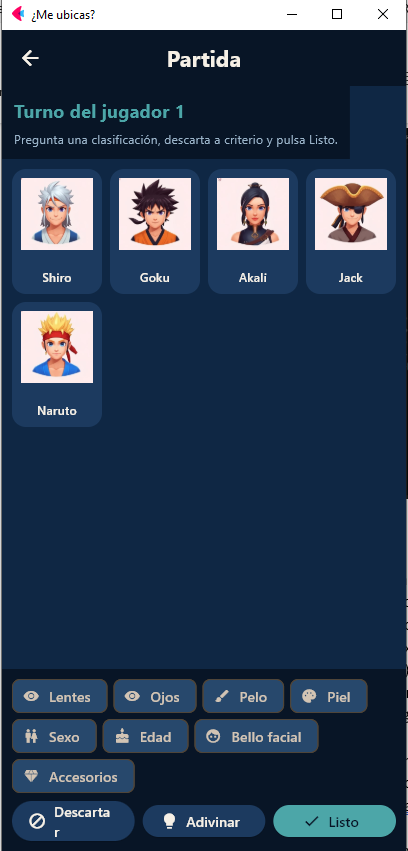 ¿Me ubicas?
Partida
Turno del jugador 1
Pregunta una clasificación, descarta a criterio y pulsa Listo.
Shiro
Goku
Akali
Jack
Naruto
Lentes
Ojos
Pelo
Piel
Sexo
Edad
Bello facial
Accesorios
Descarta
r
Adivinar
Listo